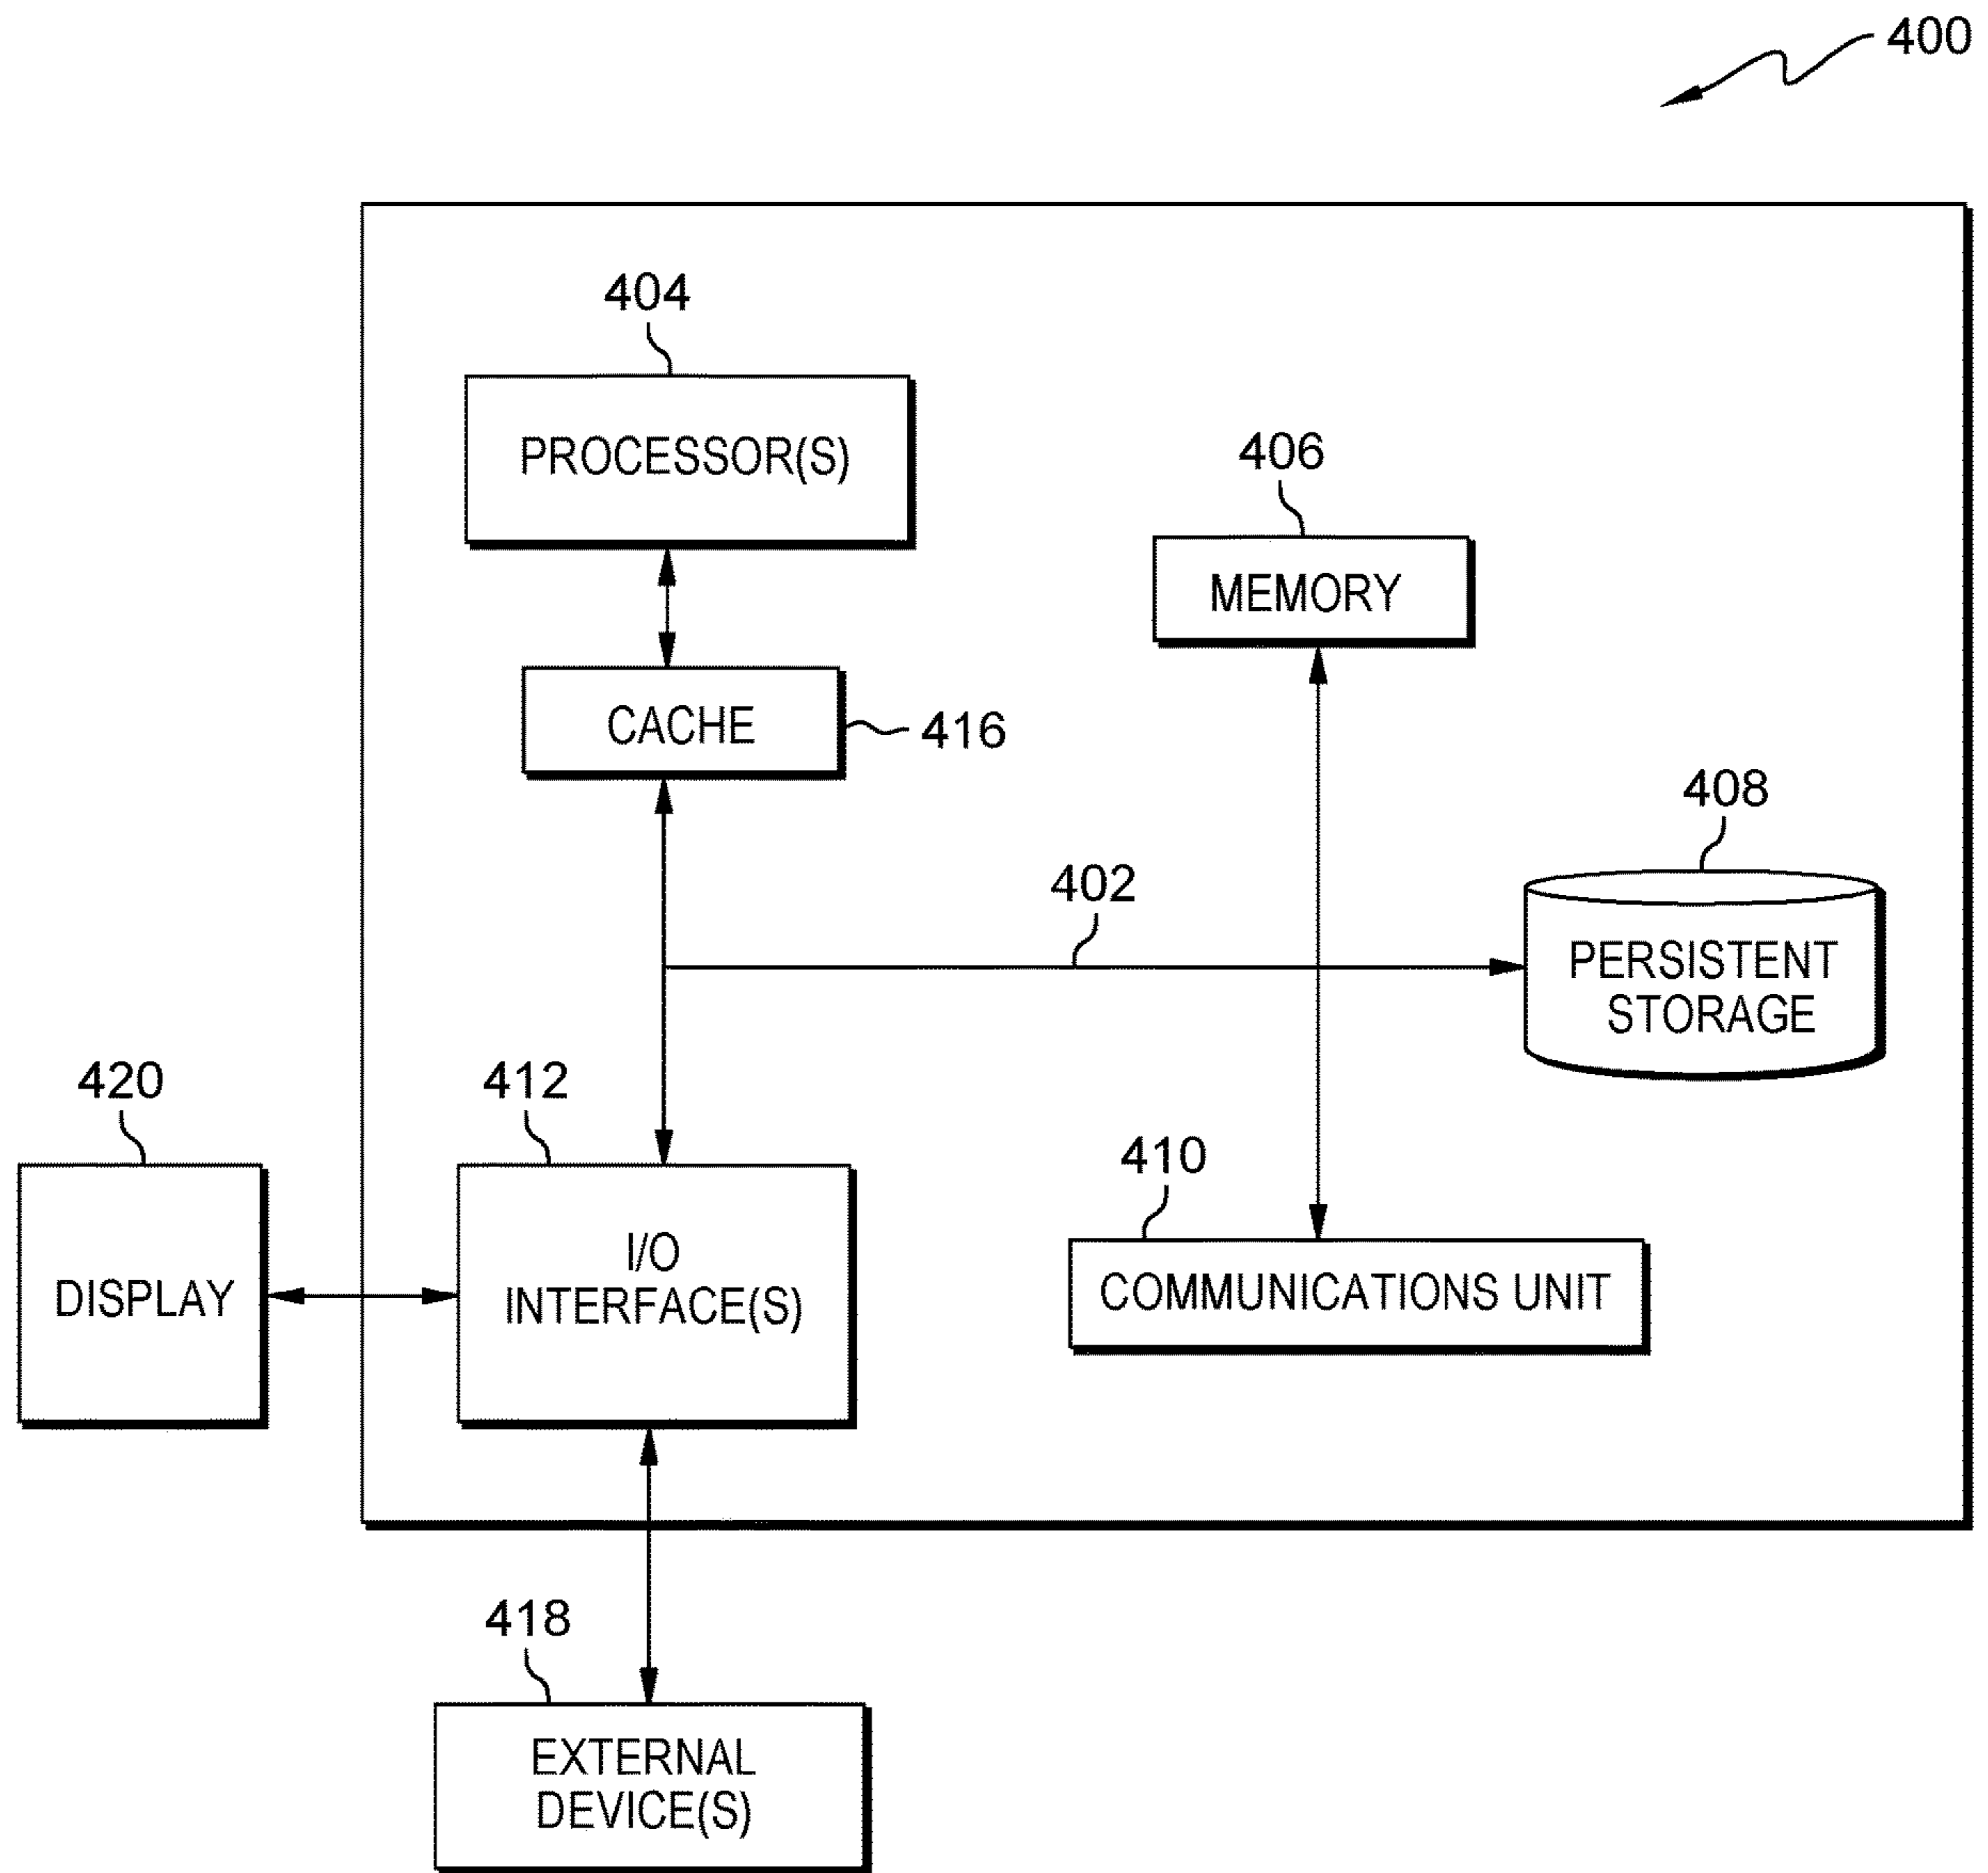 400
404
PROCESSOR(S)
406
MEMORY
CACHE
416
408
402
PERSISTENT
STORAGE
420
412
410
DISPLAY
I/O
INTERFACE(S)
COMMUNICATIONS UNIT
418
EXTERNAL
DEVICE(S)